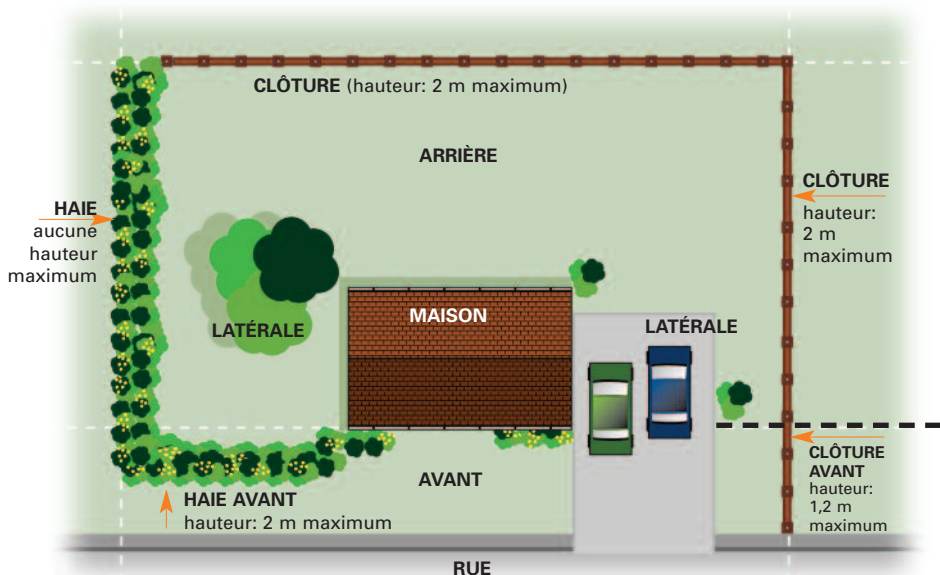 CLÔTURE (hauteur: 2 m maximum)
ARRIÈRE
HAIE
aucune
hauteur
maximum
CLÔTURE
hauteur:
2 m
maximum
LATÉRALE
MAISON
LATÉRALE
AVANT
CLÔTURE
AVANT
hauteur:
1,2 m
maximum
HAIE AVANT
hauteur: 2 m maximum
RUE